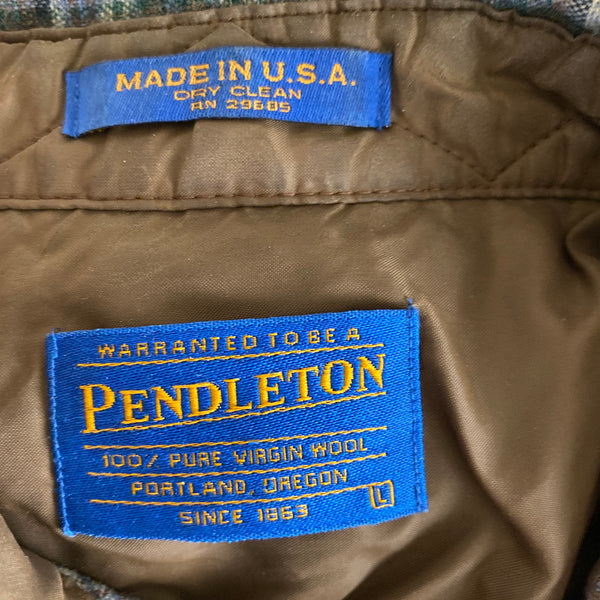 MADE IN U.S.A.
DRY CLEAN
RN 29685
WARRANTED TO BE A
PENDLETON
100% PURE VIRGIN WOOL
PORTLAND, OREGON
L
SINCE 1863